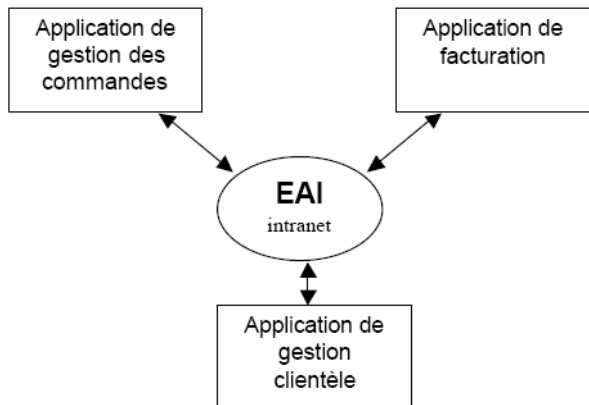 Application de
gestion des
commandes
Application de
facturation
EAI
intranet
Application de
gestion
clientèle